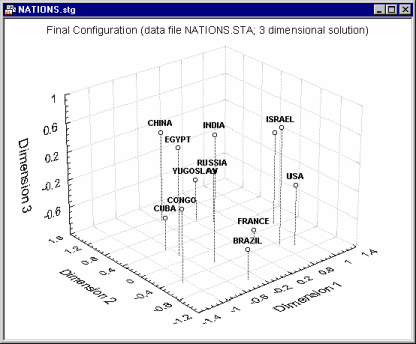 NATIONS.stg
Final Configuration (data file NATIONS.STA; 3 dimensional solution)
CHINA
INDIA
ISRAEL
EGYPT
RUSSIA
YUGOSLAV
USA
CONGO
CUBA
FRANCE
BRAZIL
Dimension 3
1
0.6
0.2
-0.2
-0.6
Dimension 2
1.8
1.2
0.8
0.4
0
-0.4
-0.8
-1.2
Dimension 1
-1.4
-1
-0.6
-0.2
0.2
0.6
1
1.4